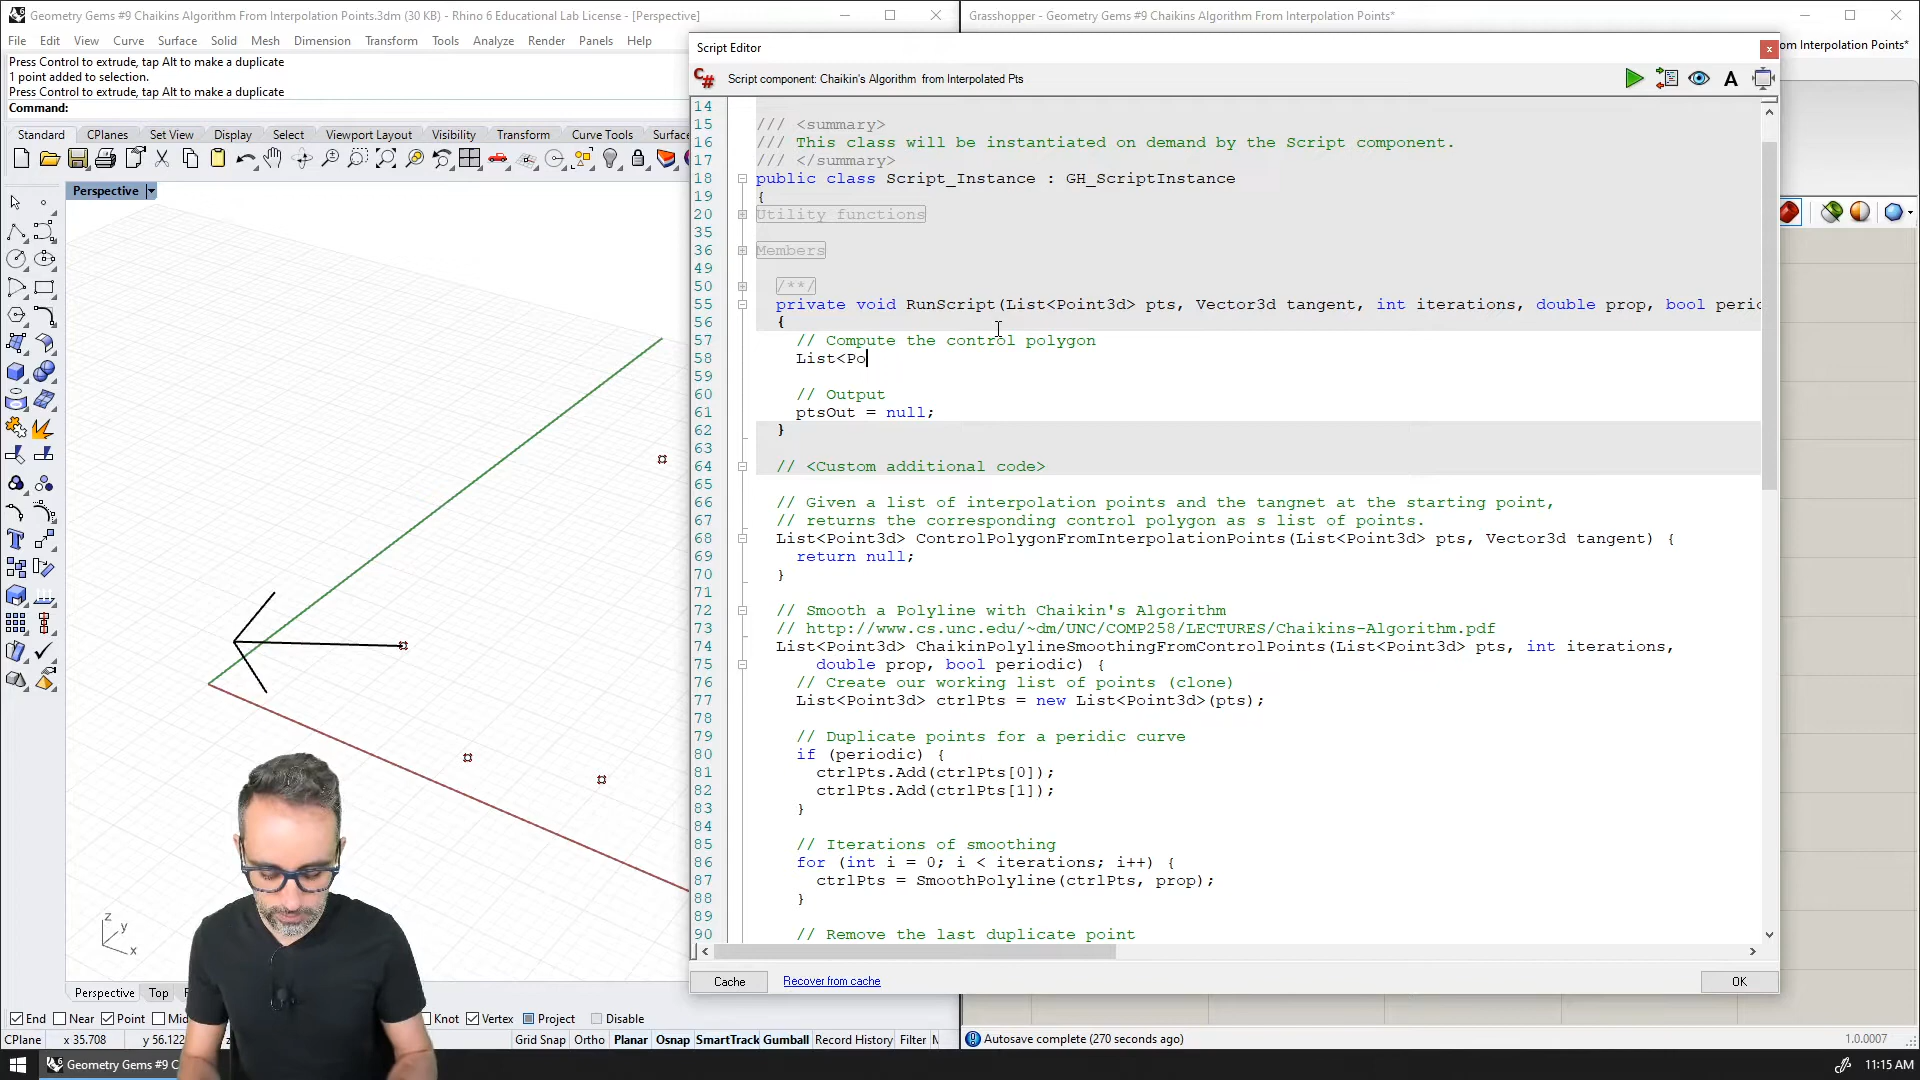 Geometry Gems #9 Chaikins Algorithm From Interpolation Points.3dm (30 KB) - Rhino 6 Educational Lab License - [Perspective]
Grasshopper - Geometry Gems #9 Chaikins Algorithm From Interpolation Points*
File Edit View Curve Surface Solid Mesh Dimension Transform Tools Analyze Render Panels Help
om Interpolation Points*
Press Control to extrude, tap Alt to make a duplicate
1 point added to selection.
Press Control to extrude, tap Alt to make a duplicate
Command:
Standard CPlanes Set View Display Select Viewport Layout Visibility Transform Curve Tools Surfac
Perspective
Script Editor
Script component: Chaikin's Algorithm from Interpolated Pts
14
15 /// <summary>
16 /// This class will be instantiated on demand by the Script component.
17 /// </summary>
18 public class Script_Instance : GH_ScriptInstance
19 {
20 Utility functions
35
36 Members
49
50 /**/
55 private void RunScript(List<Point3d> pts, Vector3d tangent, int iterations, double prop, bool perio
56 {
57 // Compute the control polygon
58 List<Po
59
60 // Output
61 ptsOut = null;
62 }
63
64 // <Custom additional code>
65
66 // Given a list of interpolation points and the tangnet at the starting point,
67 // returns the corresponding control polygon as s list of points.
68 List<Point3d> ControlPolygonFromInterpolationPoints(List<Point3d> pts, Vector3d tangent) {
69 return null;
70 }
71
72 // Smooth a Polyline with Chaikin's Algorithm
73 // http://www.cs.unc.edu/~dm/UNC/COMP258/LECTURES/Chaikins-Algorithm.pdf
74 List<Point3d> ChaikinPolylineSmoothingFromControlPoints(List<Point3d> pts, int iterations,
75 double prop, bool periodic) {
76 // Create our working list of points (clone)
77 List<Point3d> ctrlPts = new List<Point3d>(pts);
78
79 // Duplicate points for a peridic curve
80 if (periodic) {
81 ctrlPts.Add(ctrlPts[0]);
82 ctrlPts.Add(ctrlPts[1]);
83 }
84
85 // Iterations of smoothing
86 for (int i = 0; i < iterations; i++) {
87 ctrlPts = SmoothPolyline(ctrlPts, prop);
88 }
89
90 // Remove the last duplicate point
z y x
Cache Recover from cache OK
Perspective Top
End Near Point Mid Knot Vertex Project Disable
CPlane x 35.708 y 56.122 Grid Snap Ortho Planar Osnap SmartTrack Gumball Record History Filter
Autosave complete (270 seconds ago) 1.0.0007
Geometry Gems #9 C 11:15 AM